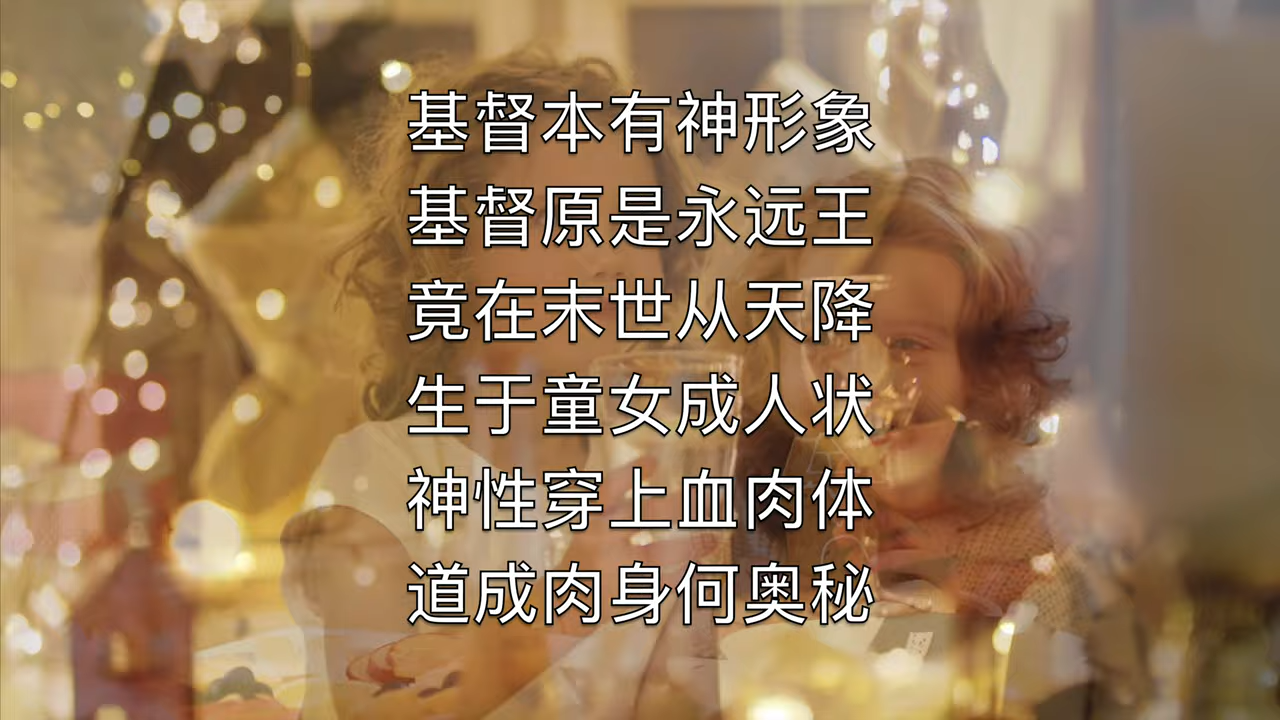 基督本有神形象
基督原是永远王
竟在末世从天降
生于童女成人状
神性穿上血肉体
道成肉身何奥秘